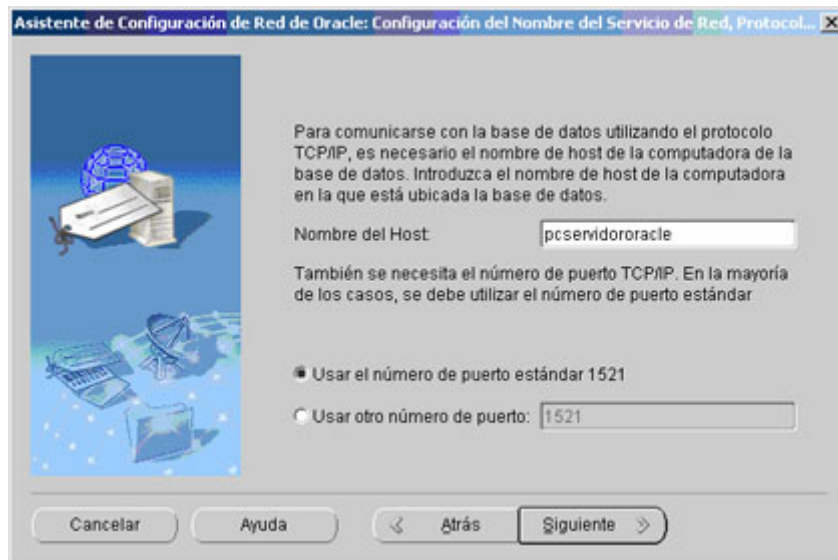 Asistente de Configuración de Red de Oracle: Configuración del Nombre del Servicio de Red, Protocol...
Para comunicarse con la base de datos utilizando el protocolo
TCP/IP, es necesario el nombre de host de la computadora de la
base de datos. Introduzca el nombre de host de la computadora
en la que está ubicada la base de datos.
Nombre del Host: pcservidororacle
También se necesita el número de puerto TCP/IP. En la mayoría
de los casos, se debe utilizar el número de puerto estándar
Usar el número de puerto estándar 1521
Usar otro número de puerto: 1521
Cancelar Ayuda Atrás Siguiente